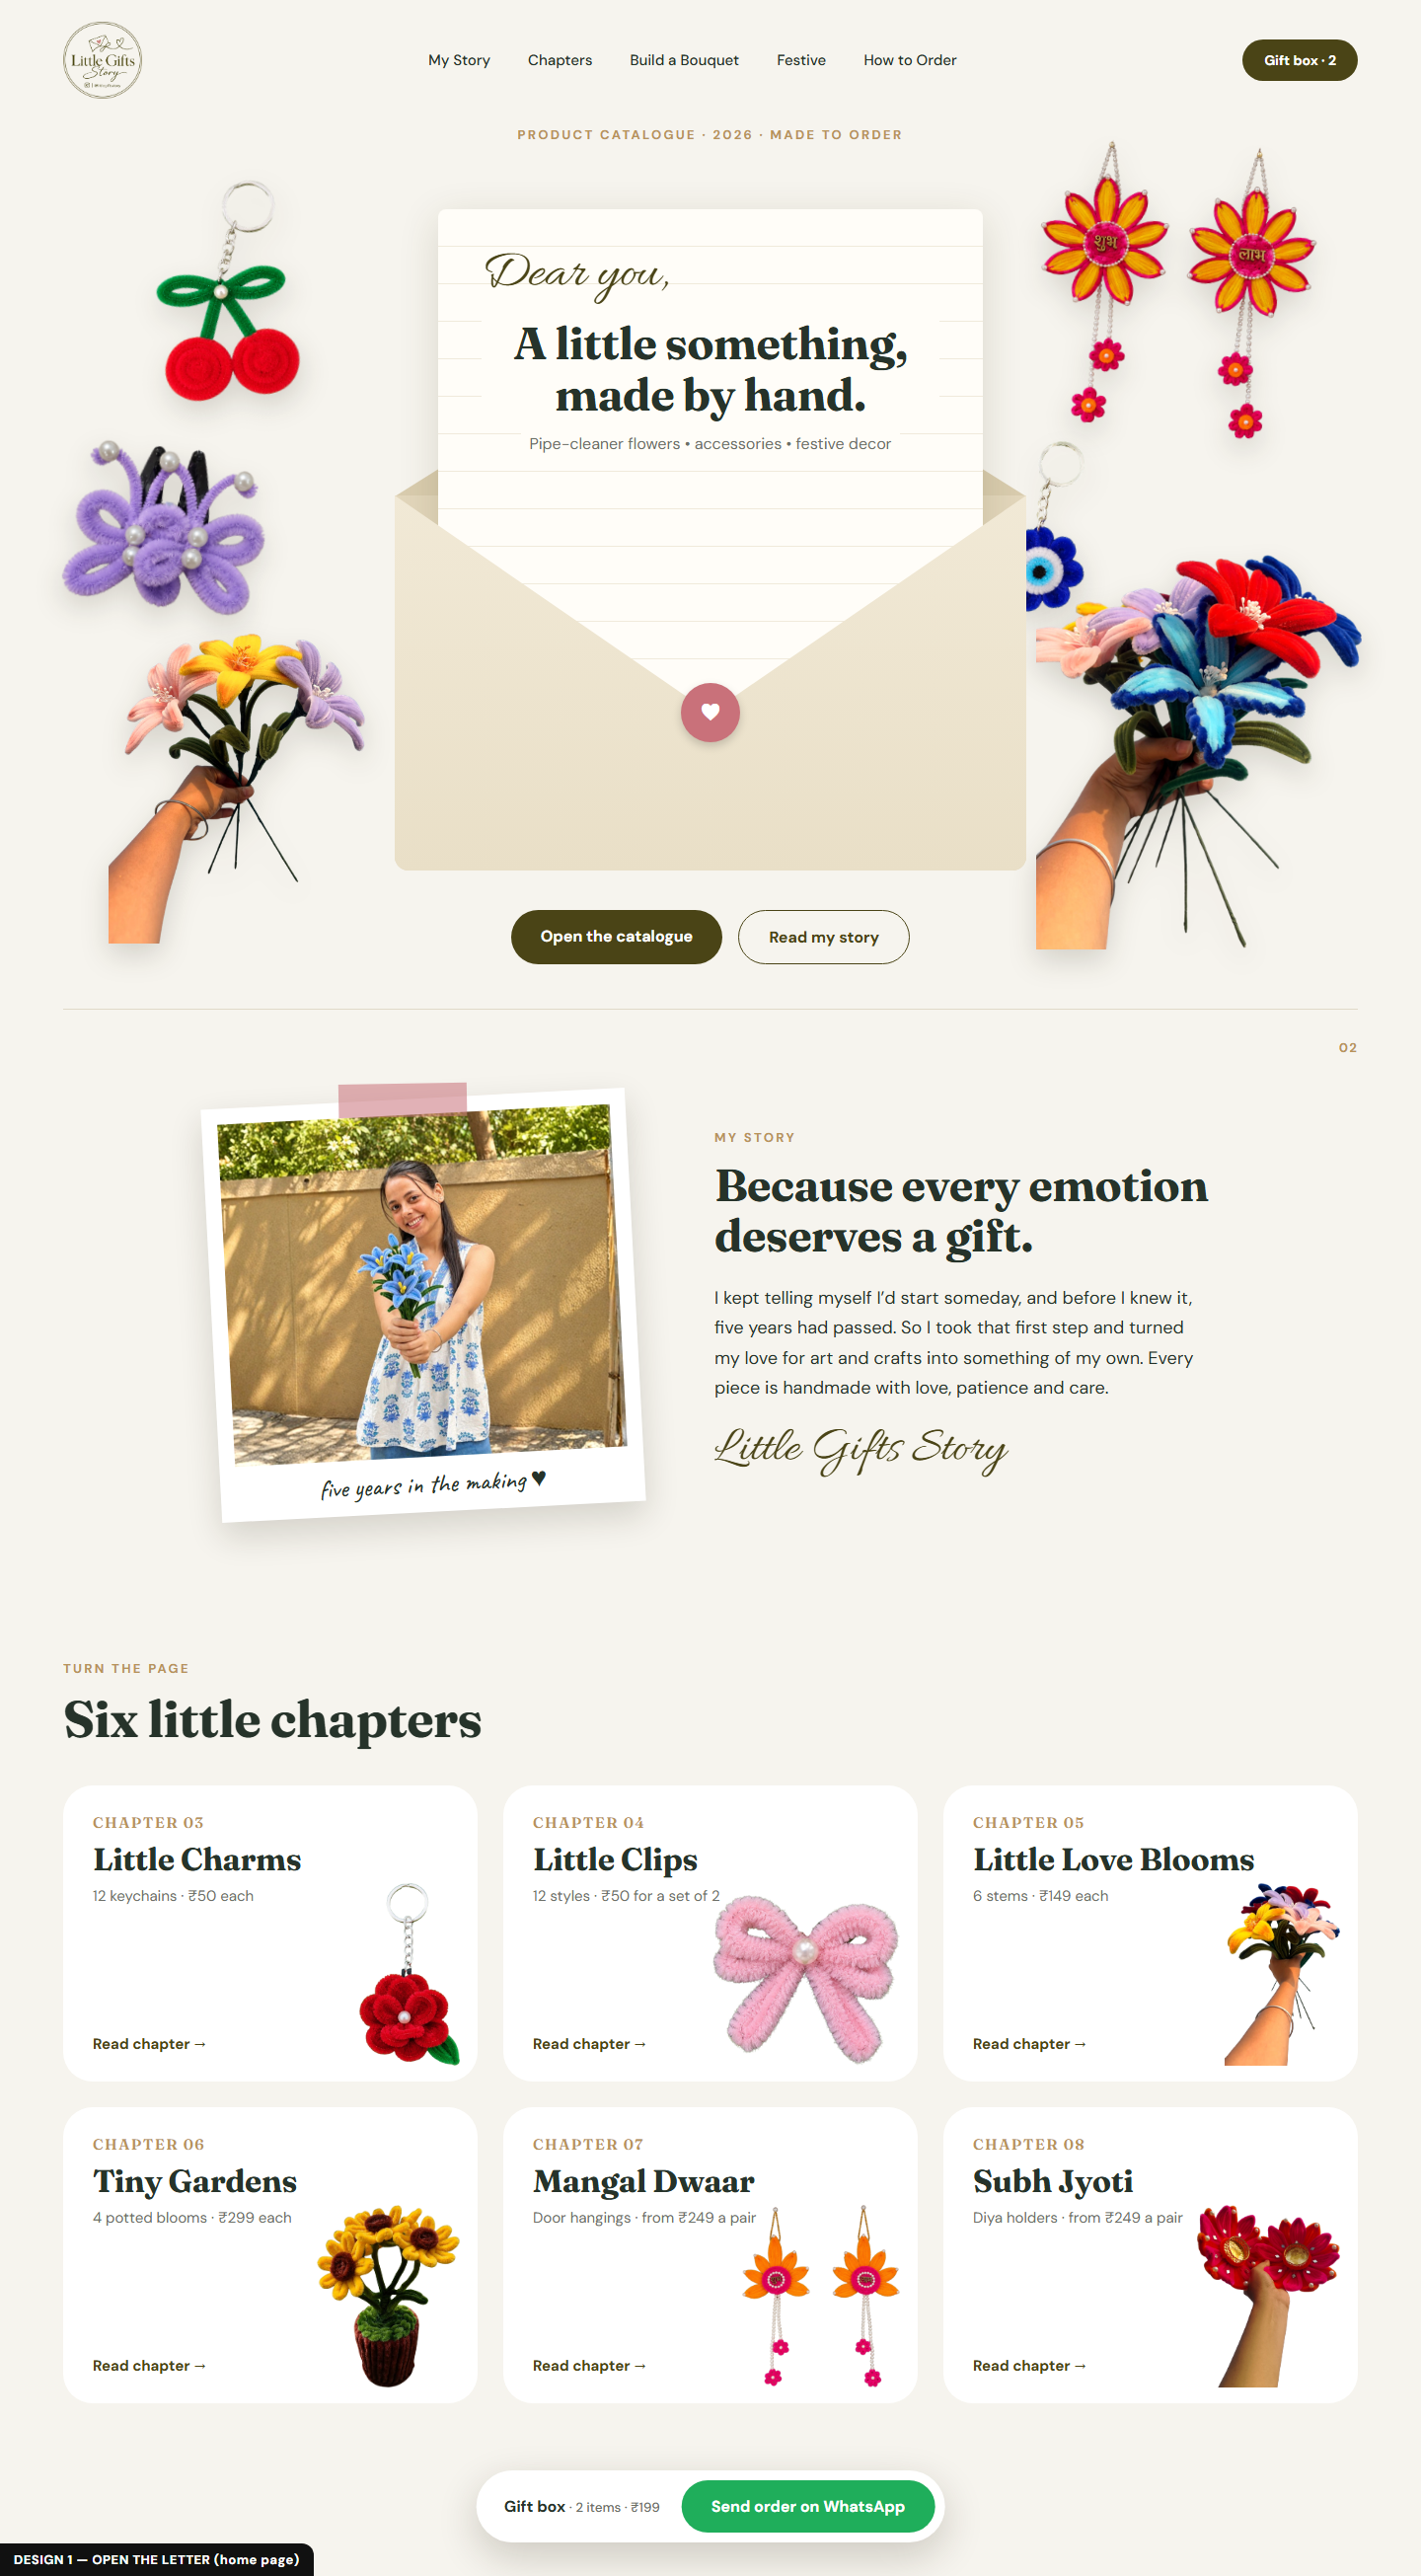 Little Gifts
Story
My Story
Chapters
Build a Bouquet
Festive
How to Order
Gift box · 2
PRODUCT CATALOGUE · 2026 · MADE TO ORDER
Dear you,
A little something,
made by hand.
Pipe-cleaner flowers • accessories • festive decor
शुभ
लाभ
Open the catalogue
Read my story
02
five years in the making ♥
MY STORY
Because every emotion
deserves a gift.
I kept telling myself I’d start someday, and before I knew it,
five years had passed. So I took that first step and turned
my love for art and crafts into something of my own. Every
piece is handmade with love, patience and care.
Little Gifts Story
TURN THE PAGE
Six little chapters
CHAPTER 03
Little Charms
12 keychains · ₹50 each
Read chapter →
CHAPTER 04
Little Clips
12 styles · ₹50 for a set of 2
Read chapter →
CHAPTER 05
Little Love Blooms
6 stems · ₹149 each
Read chapter →
CHAPTER 06
Tiny Gardens
4 potted blooms · ₹299 each
Read chapter →
CHAPTER 07
Mangal Dwaar
Door hangings · from ₹249 a pair
Read chapter →
CHAPTER 08
Subh Jyoti
Diya holders · from ₹249 a pair
Read chapter →
Gift box · 2 items · ₹199
Send order on WhatsApp
DESIGN 1 — OPEN THE LETTER (home page)